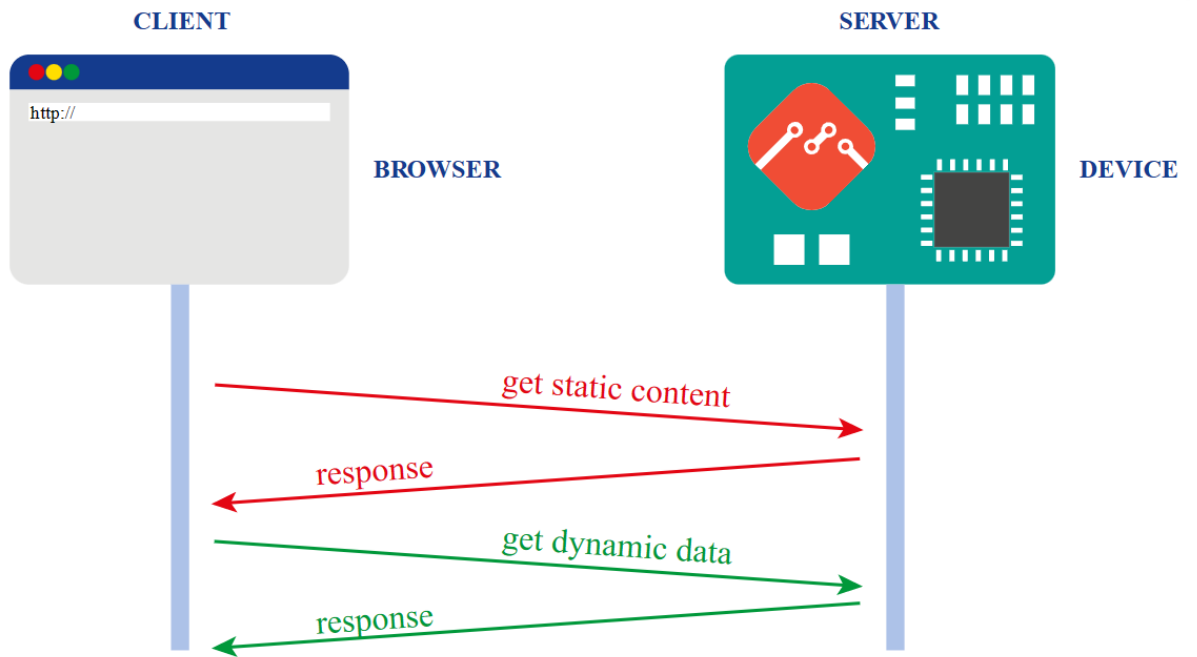 CLIENT
SERVER
http://
BROWSER
DEVICE
get static content
response
get dynamic data
response